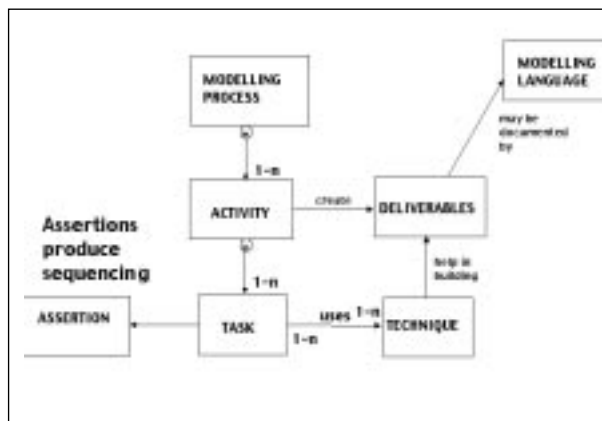 MODELLING
LANGUAGE
MODELLING
PROCESS
may be
documented
by
1-n
ACTIVITY
create
DELIVERABLES
Assertions
produce
sequencing
help in
building
1-n
ASSERTION
TASK
uses 1-n
1-n
TECHNIQUE